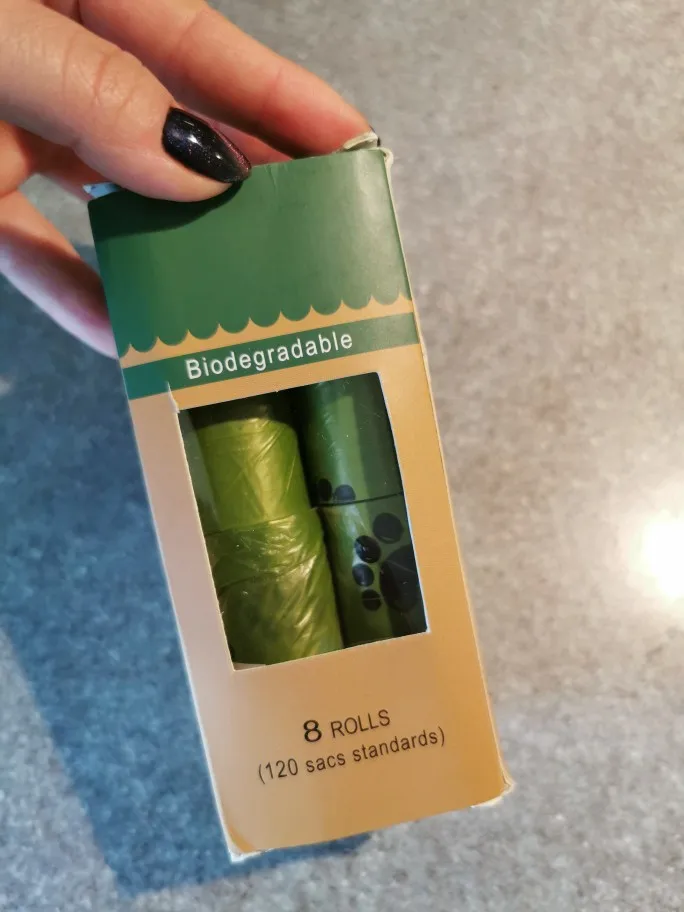 Biodegradable
8 ROLLS
(120 sacs standards)